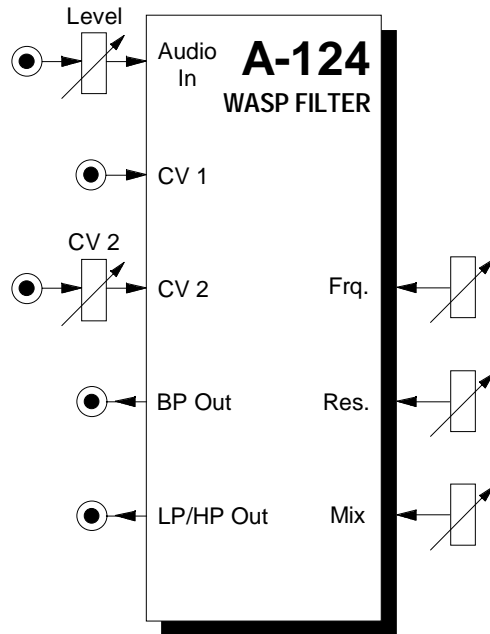 Level
Audio
In
A-124
WASP FILTER
CV 1
CV 2
CV 2
Frq.
BP Out
Res.
LP/HP Out
Mix